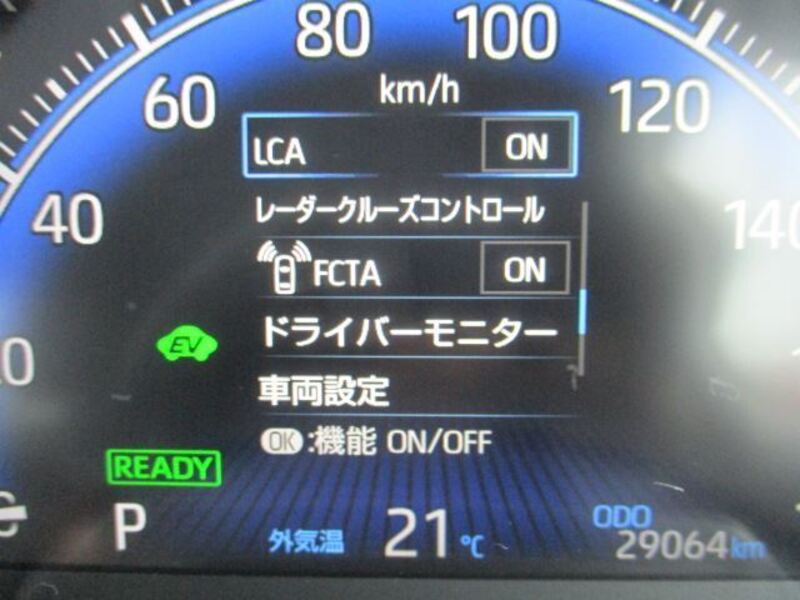 80 100
km/h
60 120
LCA ON
レーダークルーズコントロール
40 140
FCTA ON
ドライバーモニター
EV
車両設定
OK:機能 ON/OFF
READY
P 外気温 21℃ ODO 29064km